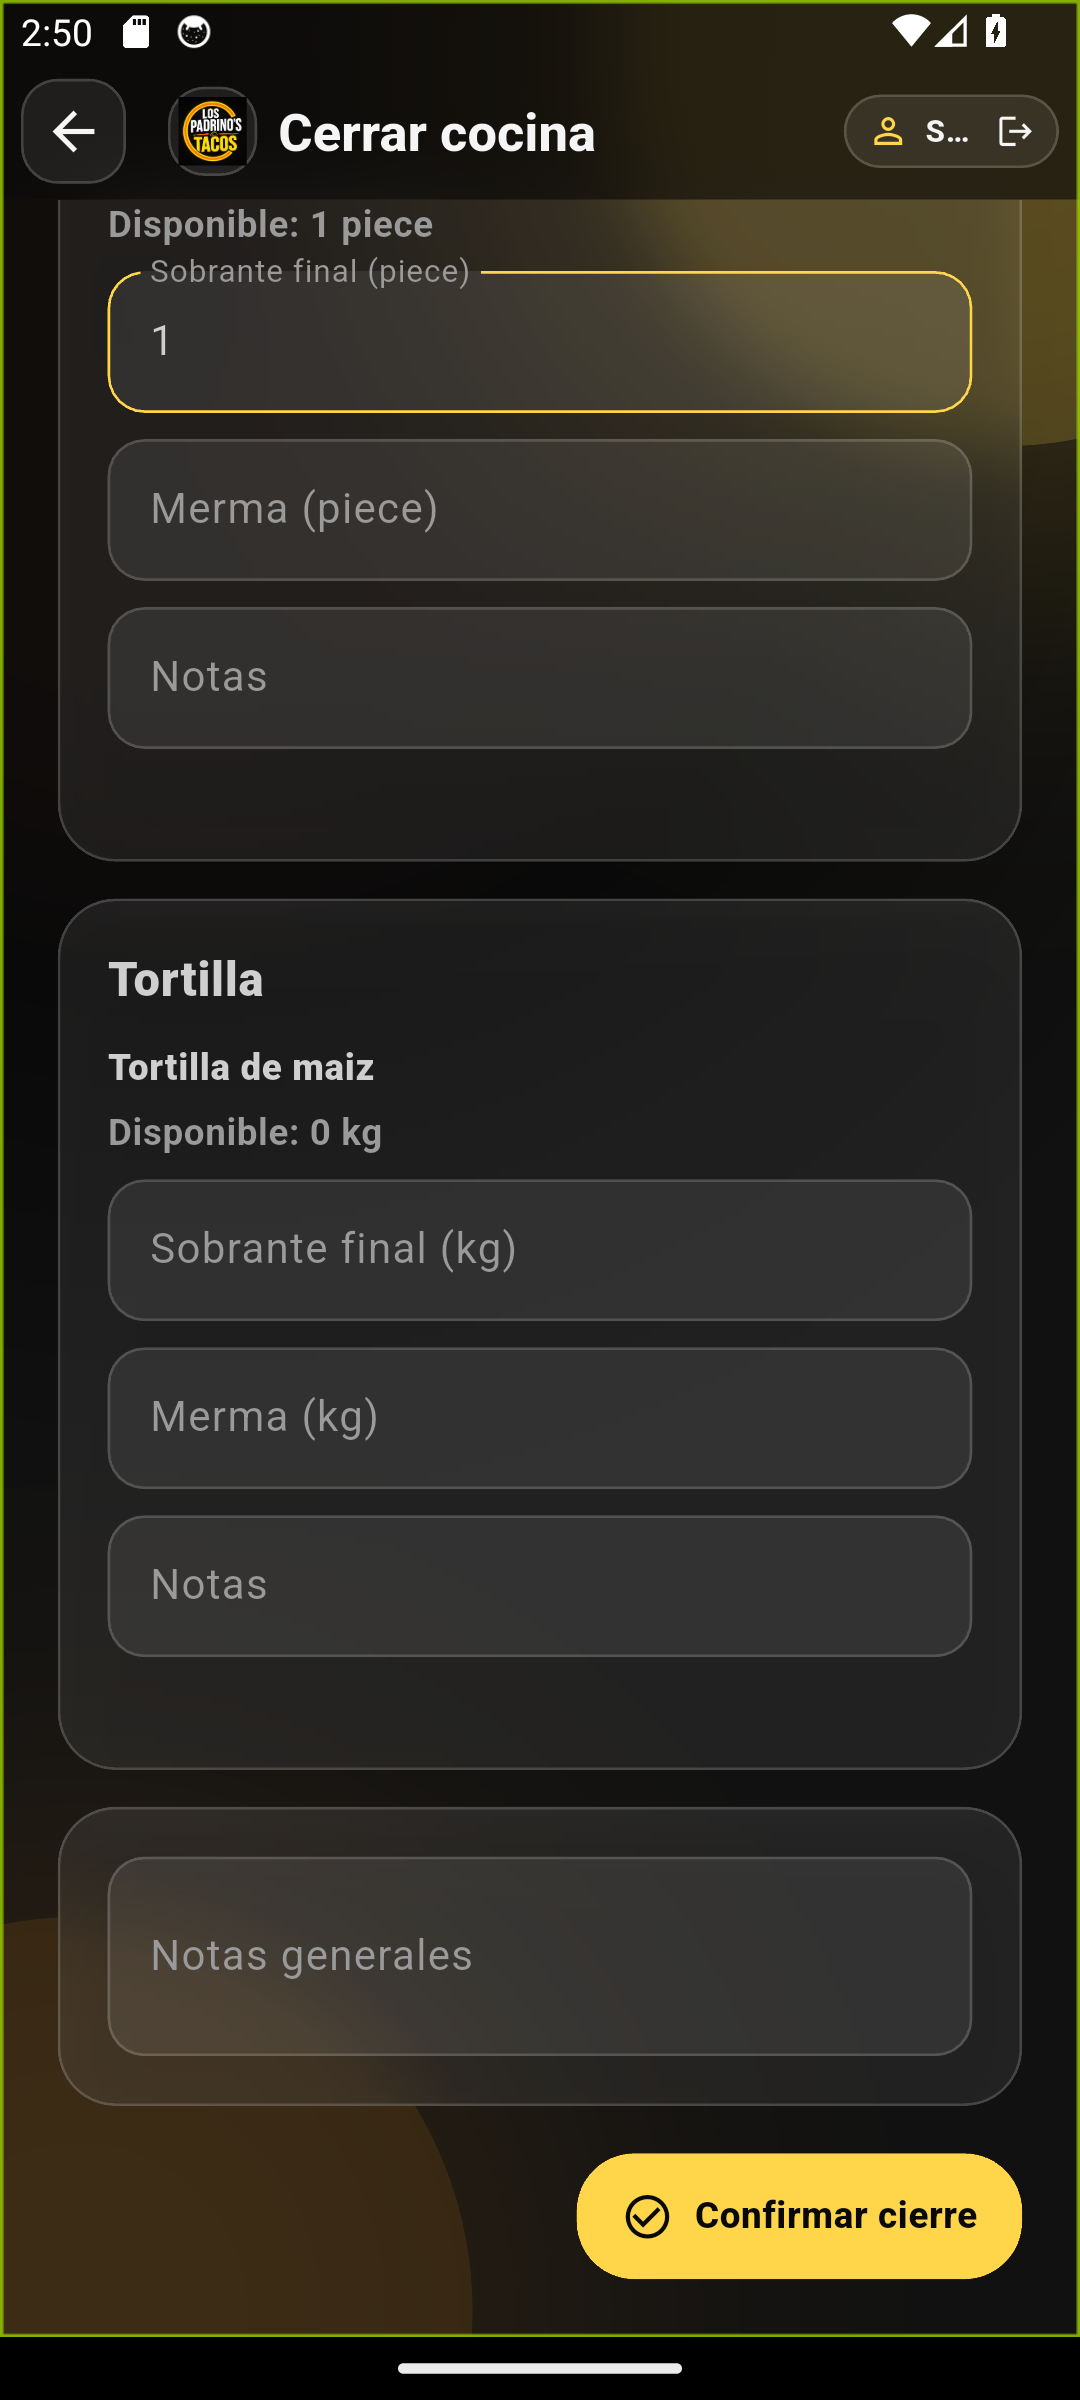 2:50
LOS
PADRINO'S
TACOS
Cerrar cocina
S...
Disponible: 1 piece
Sobrante final (piece)
1
Merma (piece)
Notas
Tortilla
Tortilla de maiz
Disponible: 0 kg
Sobrante final (kg)
Merma (kg)
Notas
Notas generales
Confirmar cierre